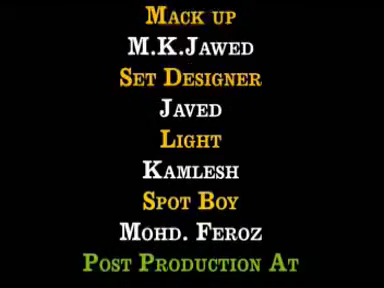 Mack up
M.K.Jawed
Set Designer
Javed
Light
Kamlesh
Spot Boy
Mohd. Feroz
Post Production At